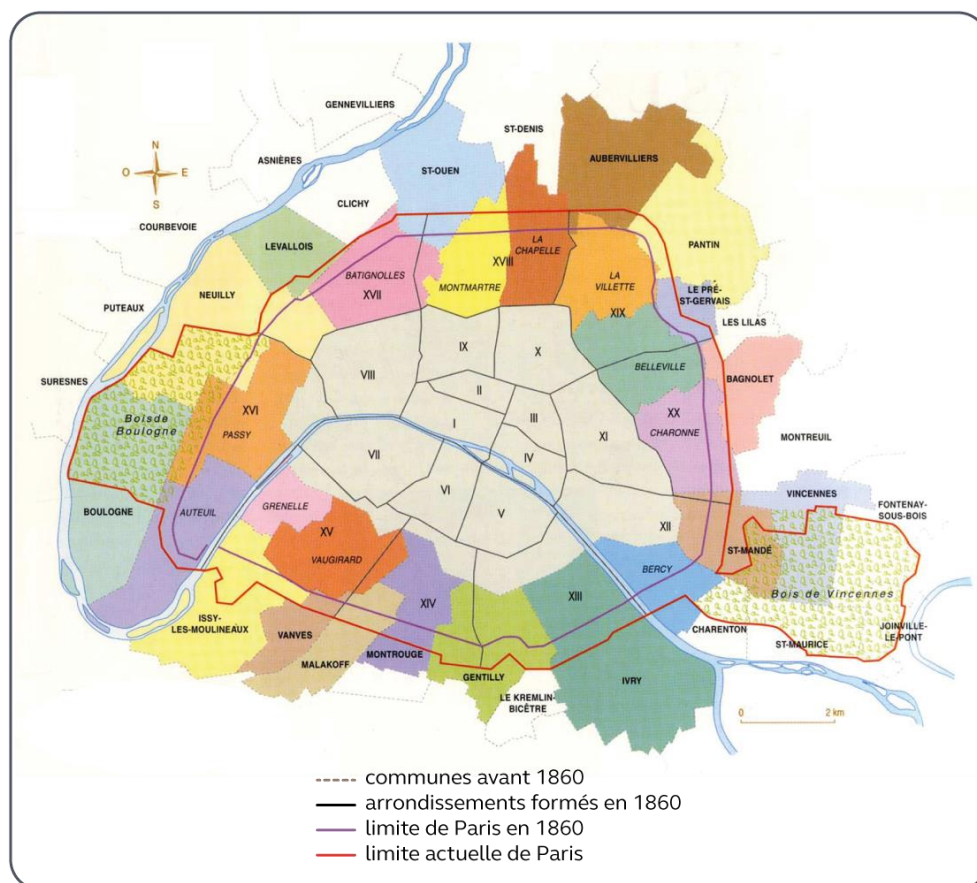 GENNEVILLIERS
ST-DENIS
ASNIÈRES
AUBERVILLIERS
N
O E
S
ST-OUEN
CLICHY
COURBEVOIE
LEVALLOIS
LA
CHAPELLE
PANTIN
XVIII
BATIGNOLLES
XVII
MONTMARTRE
LA
VILLETTE
NEUILLY
PUTEAUX
LE PRÉ-
ST-GERVAIS
XIX
LES LILAS
IX
X
VIII
BELLEVILLE
SURESNES
BAGNOLET
II
XVI
XX
Bois de
Boulogne
PASSY
I
III
CHARONNE
XI
MONTREUIL
VII
IV
VI
V
BOULOGNE
AUTEUIL
GRENELLE
VINCENNES
FONTENAY-
SOUS-BOIS
XV
XII
VAUGIRARD
ST-MANDÉ
BERCY
Bois de Vincennes
XIV
XIII
ISSY-
LES-MOULINEAUX
VANVES
MALAKOFF
MONTROUGE
CHARENTON
JOINVILLE-
LE-PONT
ST-MAURICE
GENTILLY
IVRY
LE KREMLIN-
BICÊTRE
0 2 km
communes avant 1860
arrondissements formés en 1860
limite de Paris en 1860
limite actuelle de Paris